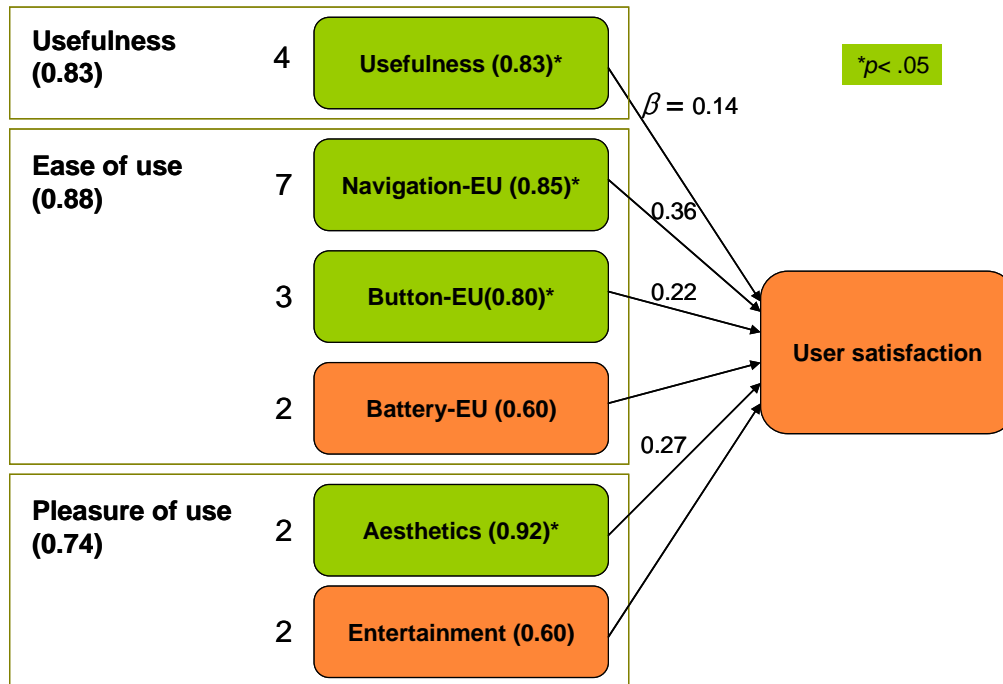 Usefulness
(0.83)
4
Usefulness (0.83)*
*p< .05
β = 0.14
Ease of use
(0.88)
7
Navigation-EU (0.85)*
0.36
3
Button-EU(0.80)*
0.22
User satisfaction
2
Battery-EU (0.60)
0.27
Pleasure of use
(0.74)
2
Aesthetics (0.92)*
2
Entertainment (0.60)